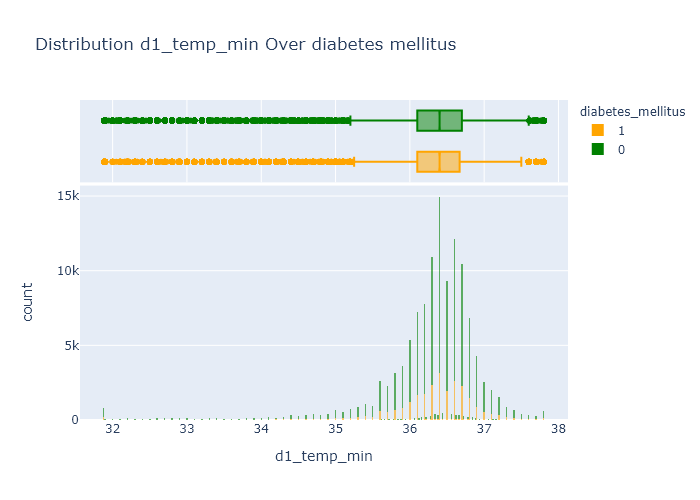 Distribution d1_temp_min Over diabetes mellitus
diabetes_mellitus
1
0
15k
10k
5k
0
count
32
33
34
35
36
37
38
d1_temp_min